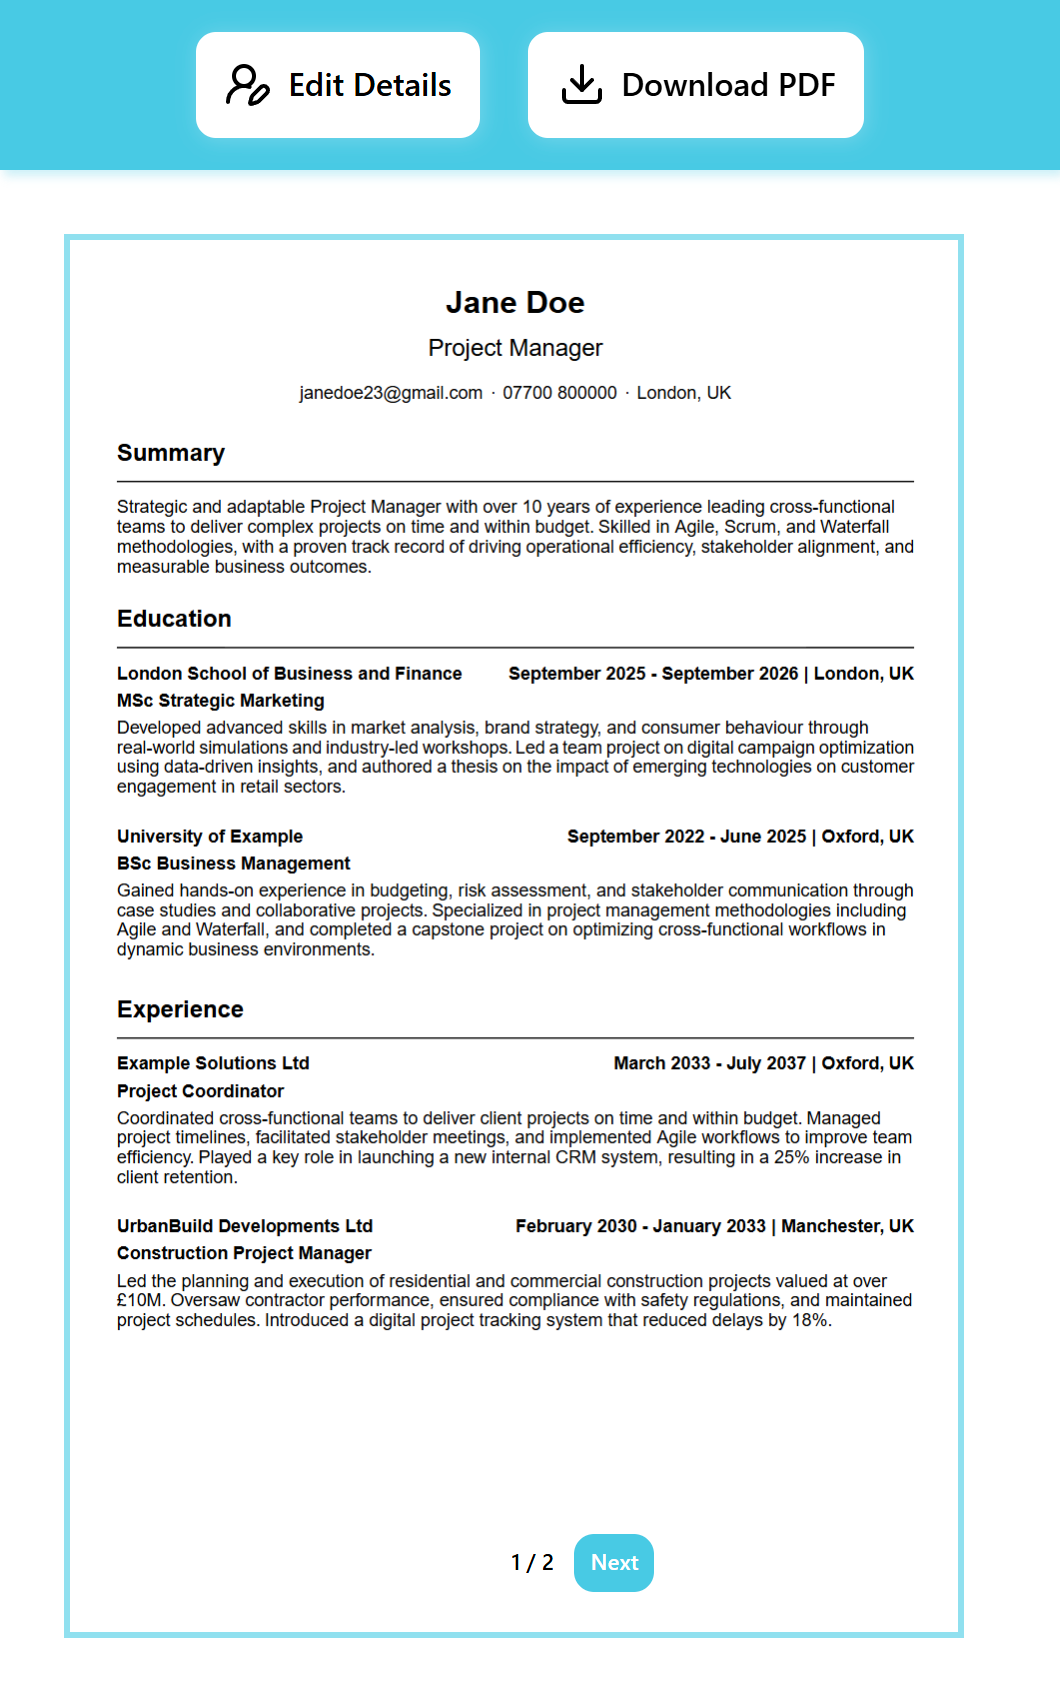 Edit Details
Download PDF
Jane Doe
Project Manager
janedoe23@gmail.com · 07700 800000 · London, UK
Summary
Strategic and adaptable Project Manager with over 10 years of experience leading cross-functional
teams to deliver complex projects on time and within budget. Skilled in Agile, Scrum, and Waterfall
methodologies, with a proven track record of driving operational efficiency, stakeholder alignment, and
measurable business outcomes.
Education
London School of Business and Finance September 2025 - September 2026 | London, UK
MSc Strategic Marketing
Developed advanced skills in market analysis, brand strategy, and consumer behaviour through
real-world simulations and industry-led workshops. Led a team project on digital campaign optimization
using data-driven insights, and authored a thesis on the impact of emerging technologies on customer
engagement in retail sectors.
University of Example September 2022 - June 2025 | Oxford, UK
BSc Business Management
Gained hands-on experience in budgeting, risk assessment, and stakeholder communication through
case studies and collaborative projects. Specialized in project management methodologies including
Agile and Waterfall, and completed a capstone project on optimizing cross-functional workflows in
dynamic business environments.
Experience
Example Solutions Ltd March 2033 - July 2037 | Oxford, UK
Project Coordinator
Coordinated cross-functional teams to deliver client projects on time and within budget. Managed
project timelines, facilitated stakeholder meetings, and implemented Agile workflows to improve team
efficiency. Played a key role in launching a new internal CRM system, resulting in a 25% increase in
client retention.
UrbanBuild Developments Ltd February 2030 - January 2033 | Manchester, UK
Construction Project Manager
Led the planning and execution of residential and commercial construction projects valued at over
£10M. Oversaw contractor performance, ensured compliance with safety regulations, and maintained
project schedules. Introduced a digital project tracking system that reduced delays by 18%.
1 / 2 Next